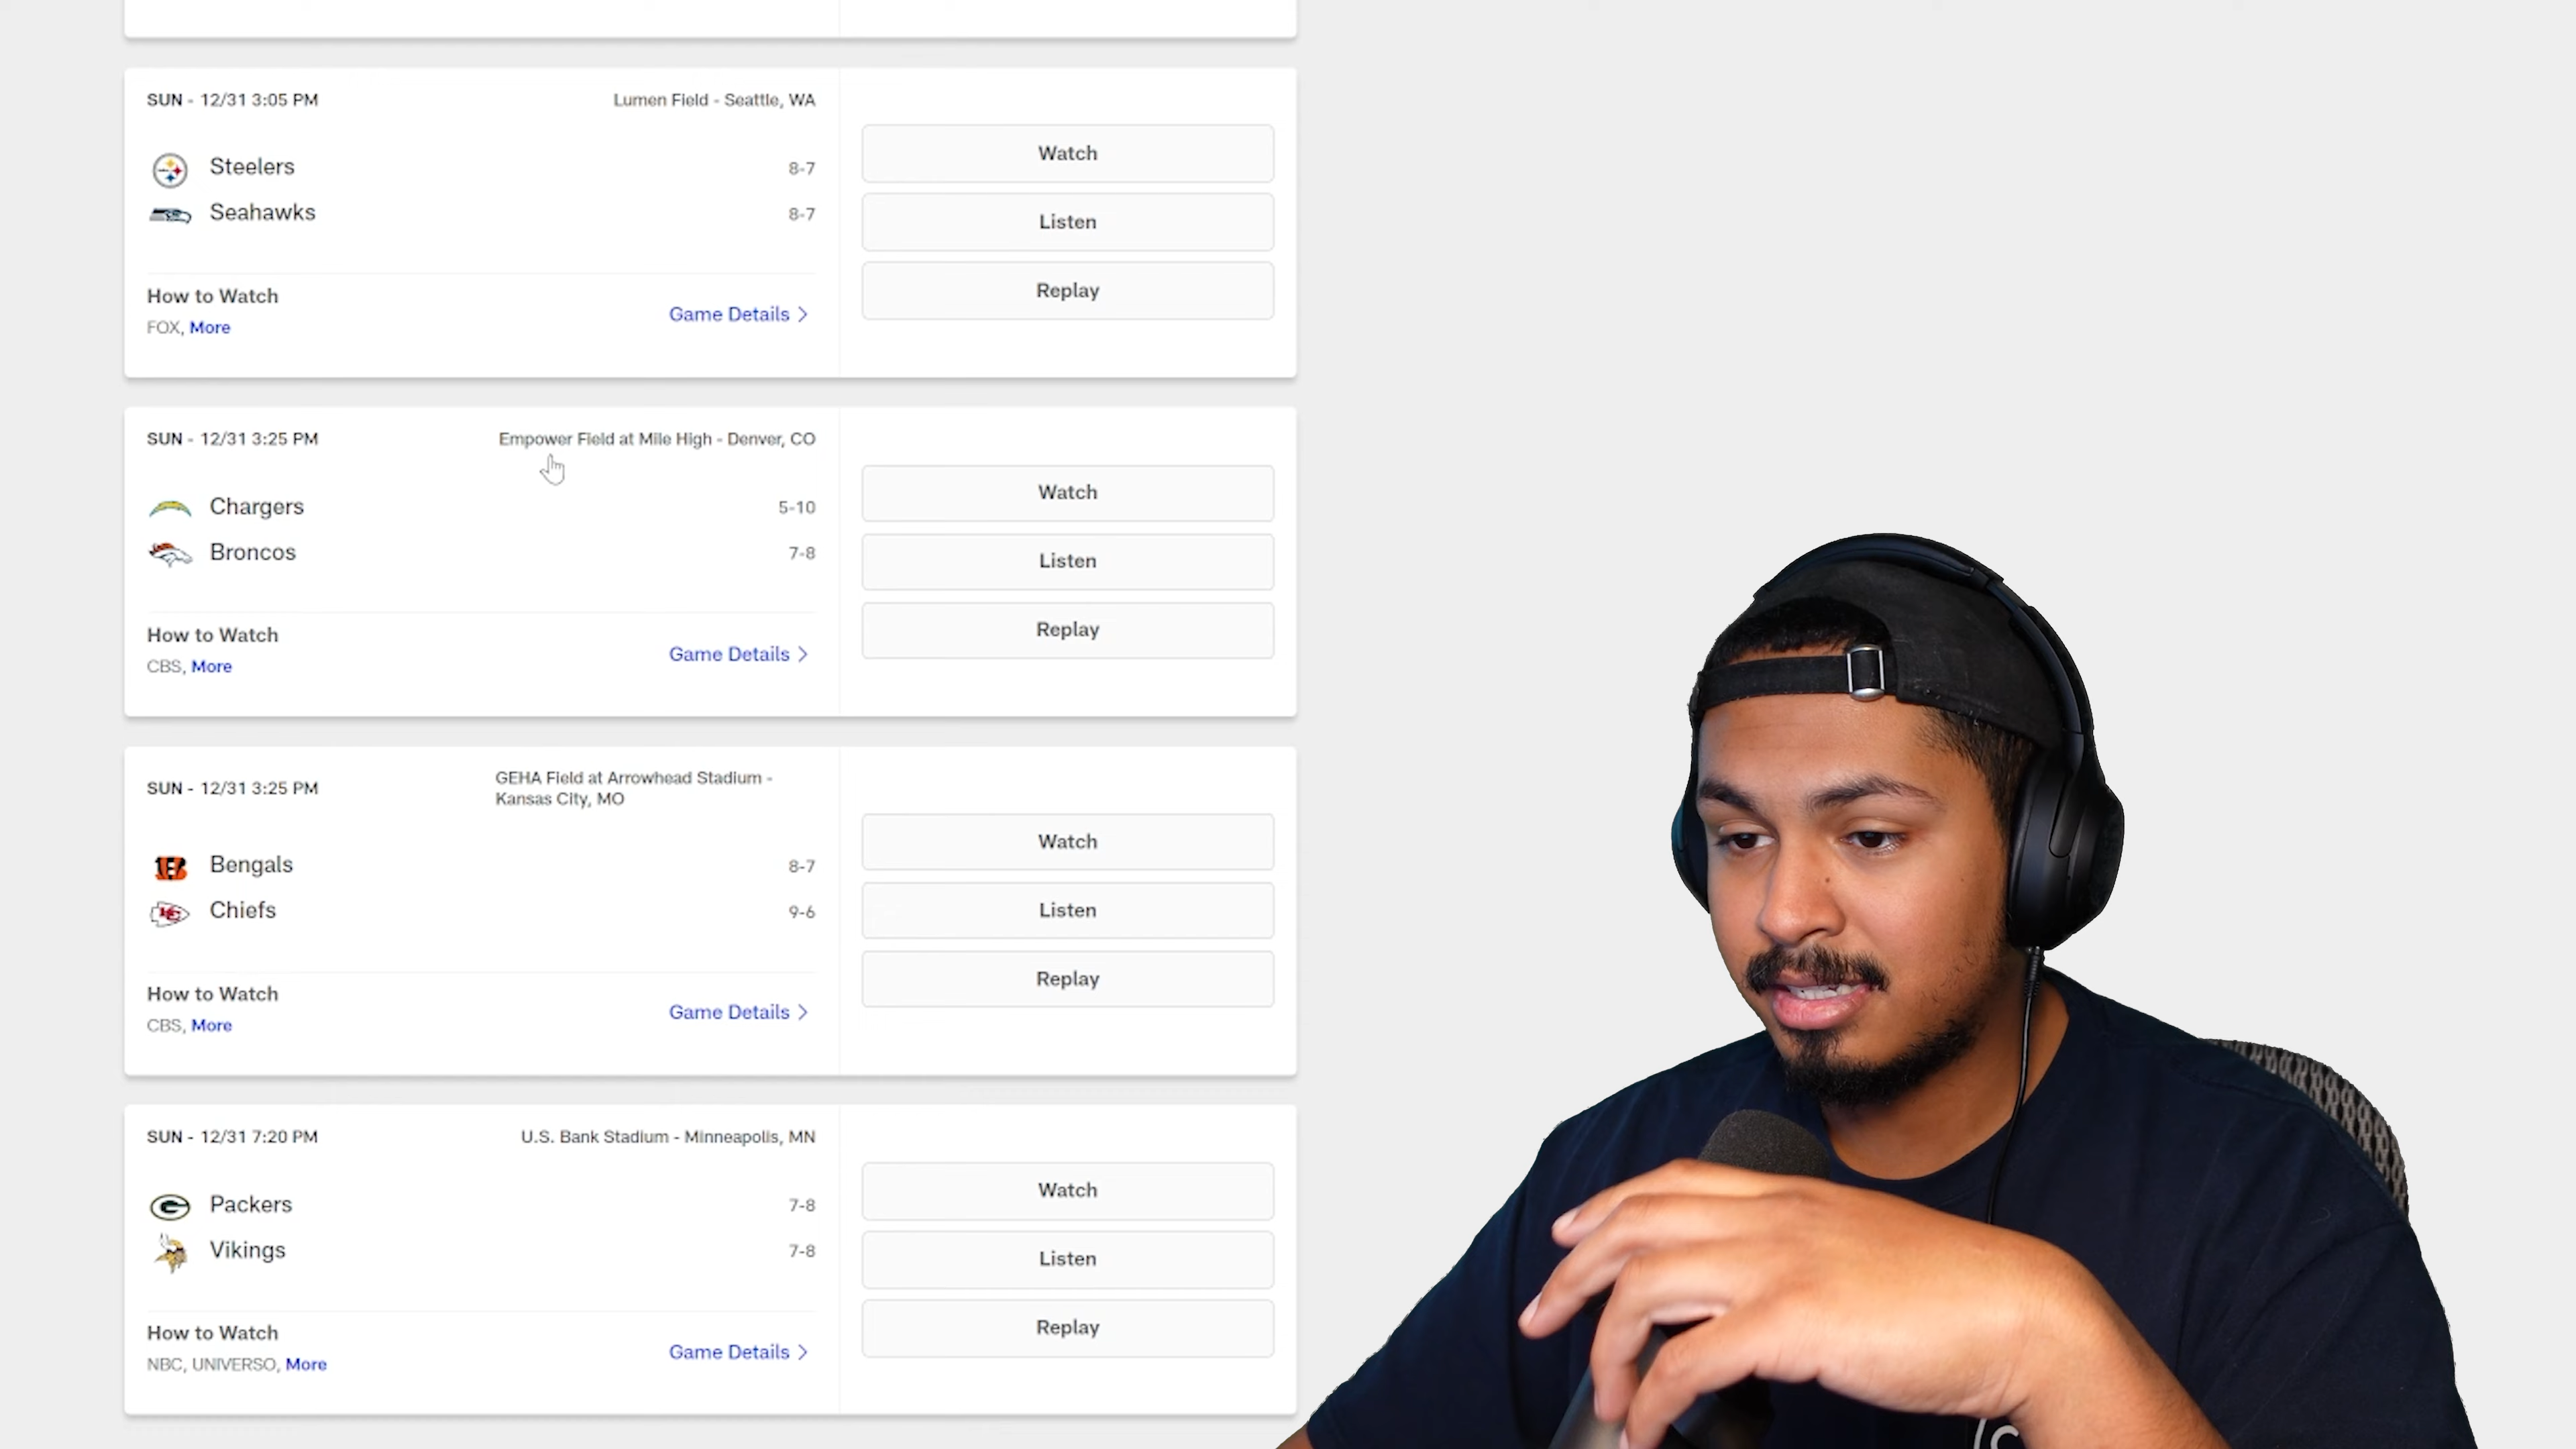 SUN - 12/31 3:05 PM
Lumen Field - Seattle, WA
Steelers 8-7
Seahawks 8-7
How to Watch
FOX, More
Game Details >
Watch
Listen
Replay
SUN - 12/31 3:25 PM
Empower Field at Mile High - Denver, CO
Chargers 5-10
Broncos 7-8
How to Watch
CBS, More
Game Details >
Watch
Listen
Replay
SUN - 12/31 3:25 PM
GEHA Field at Arrowhead Stadium -
Kansas City, MO
Bengals 8-7
Chiefs 9-6
How to Watch
CBS, More
Game Details >
Watch
Listen
Replay
SUN - 12/31 7:20 PM
U.S. Bank Stadium - Minneapolis, MN
Packers 7-8
Vikings 7-8
How to Watch
NBC, UNIVERSO, More
Game Details >
Watch
Listen
Replay